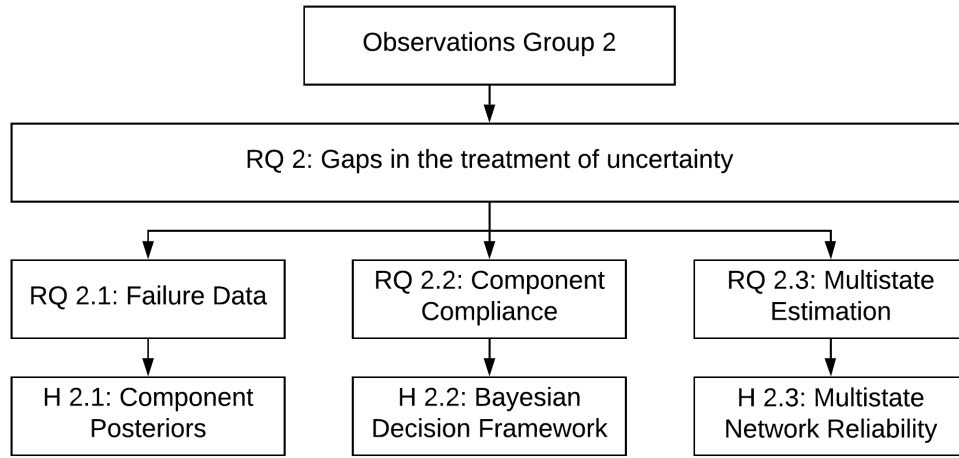 Observations Group 2
RQ 2: Gaps in the treatment of uncertainty
RQ 2.1: Failure Data
RQ 2.2: Component
Compliance
RQ 2.3: Multistate
Estimation
H 2.1: Component
Posteriors
H 2.2: Bayesian
Decision Framework
H 2.3: Multistate
Network Reliability